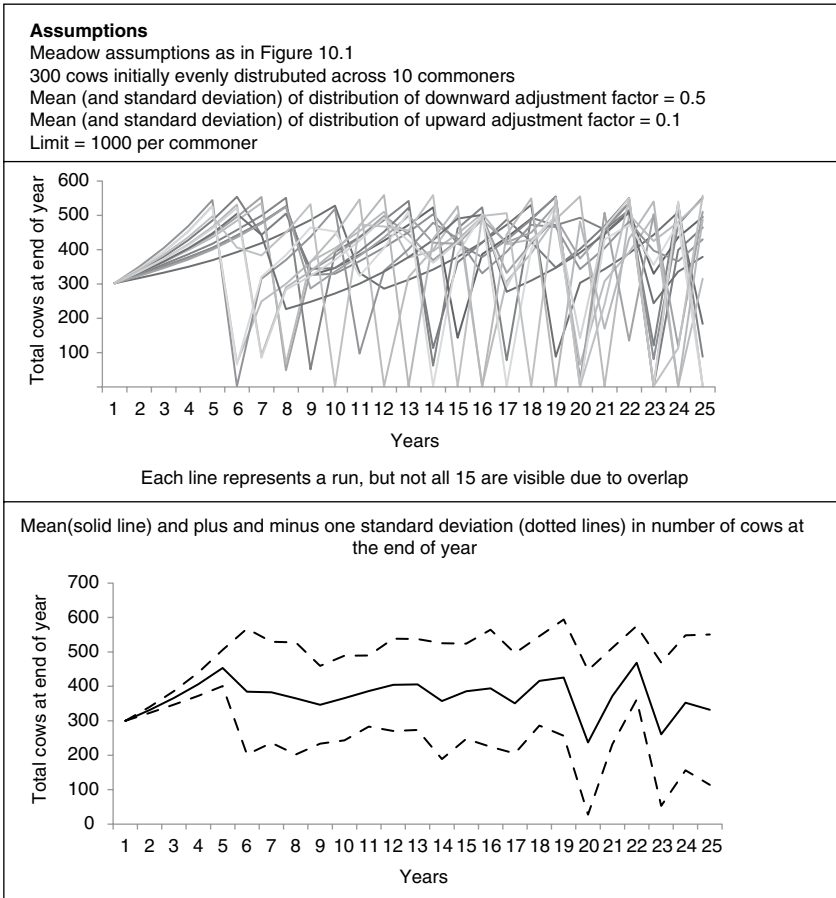 Assumptions
Meadow assumptions as in Figure 10.1
300 cows initially evenly distrubuted across 10 commoners
Mean (and standard deviation) of distribution of downward adjustment factor = 0.5
Mean (and standard deviation) of distribution of upward adjustment factor = 0.1
Limit = 1000 per commoner
Total cows at end of year
600
500
400
300
200
100
1 2 3 4 5 6 7 8 9 10 11 12 13 14 15 16 17 18 19 20 21 22 23 24 25
Years
Each line represents a run, but not all 15 are visible due to overlap
Mean(solid line) and plus and minus one standard deviation (dotted lines) in number of cows at
the end of year
Total cows at end of year
700
600
500
400
300
200
100
0
1 2 3 4 5 6 7 8 9 10 11 12 13 14 15 16 17 18 19 20 21 22 23 24 25
Years